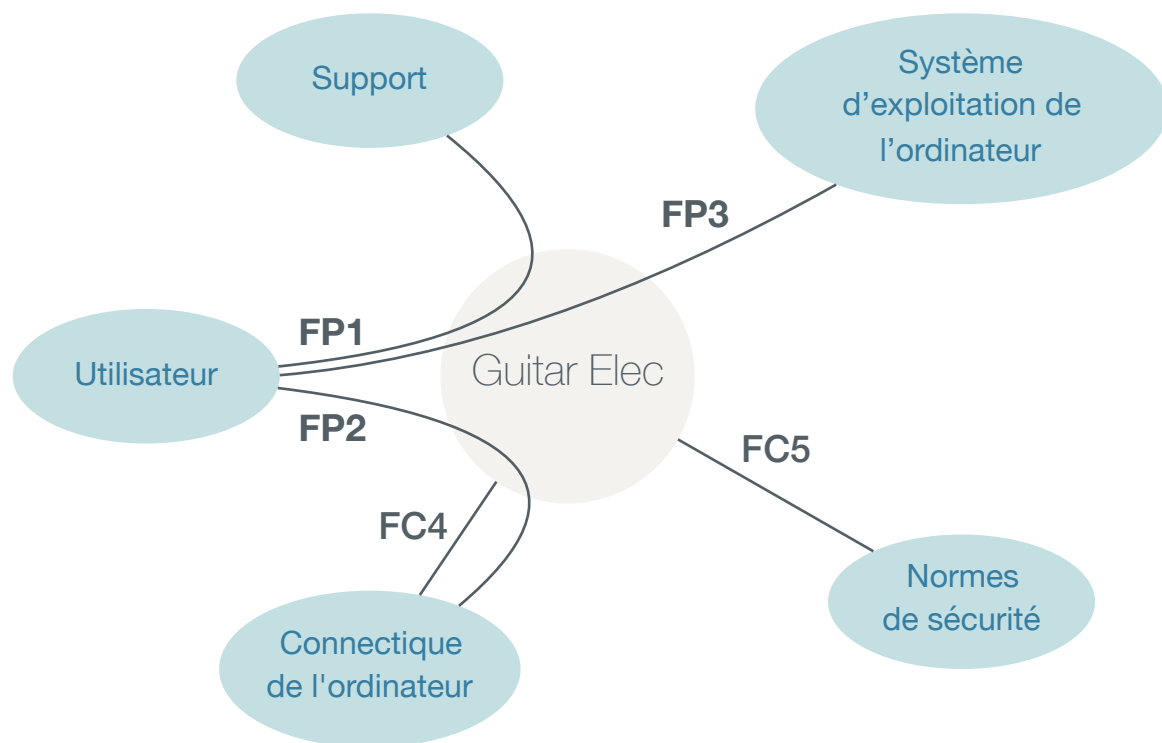 Support
Système
d’exploitation de
l’ordinateur
FP3
FP1
Utilisateur
Guitar Elec
FP2
FC5
FC4
Normes
de sécurité
Connectique
de l'ordinateur